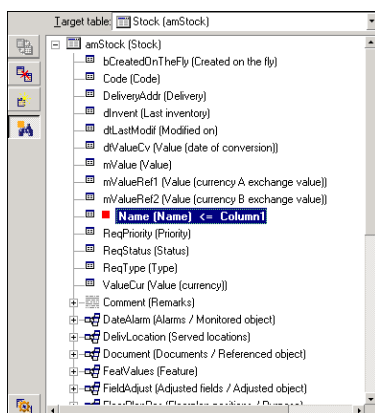 Target table: Stock (amStock)
amStock (Stock)
bCreatedOnTheFly (Created on the fly)
Code (Code)
DeliveryAddr (Delivery)
dInvent (Last inventory)
dtLastModif (Modified on)
dtValueCv (Value (date of conversion))
mValue (Value)
mValueRef1 (Value (currency A exchange value))
mValueRef2 (Value (currency B exchange value))
Name (Name) <= Column1
ReqPriority (Priority)
ReqStatus (Status)
ReqType (Type)
ValueCur (Value (currency))
Comment (Remarks)
DateAlarm (Alarms / Monitored object)
DelivLocation (Served locations)
Document (Documents / Referenced object)
FeatValues (Feature)
FieldAdjust (Adjusted fields / Adjusted object)